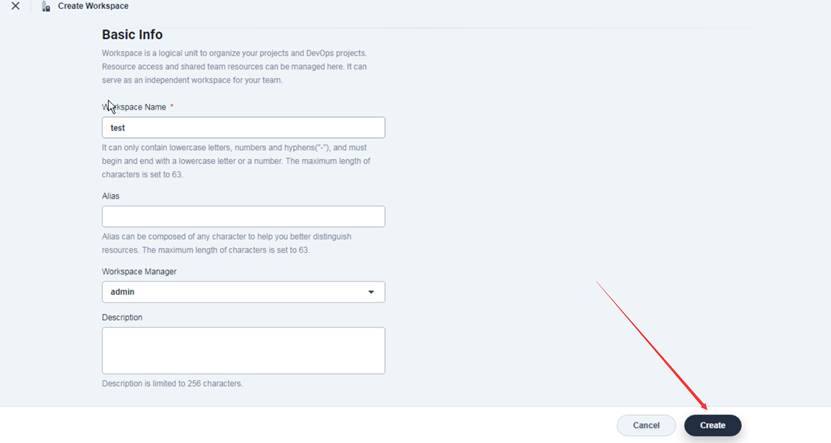 Create Workspace
Basic Info
Workspace is a logical unit to organize your projects and DevOps projects.
Resource access and shared team resources can be managed here. It can
serve as an independent workspace for your team.
Workspace Name *
test
It can only contain lowercase letters, numbers and hyphens("-"), and must
begin and end with a lowercase letter or a number. The maximum length of
characters is set to 63.
Alias
Alias can be composed of any character to help you better distinguish
resources. The maximum length of characters is set to 63.
Workspace Manager
admin
Description
Description is limited to 256 characters.
Cancel
Create